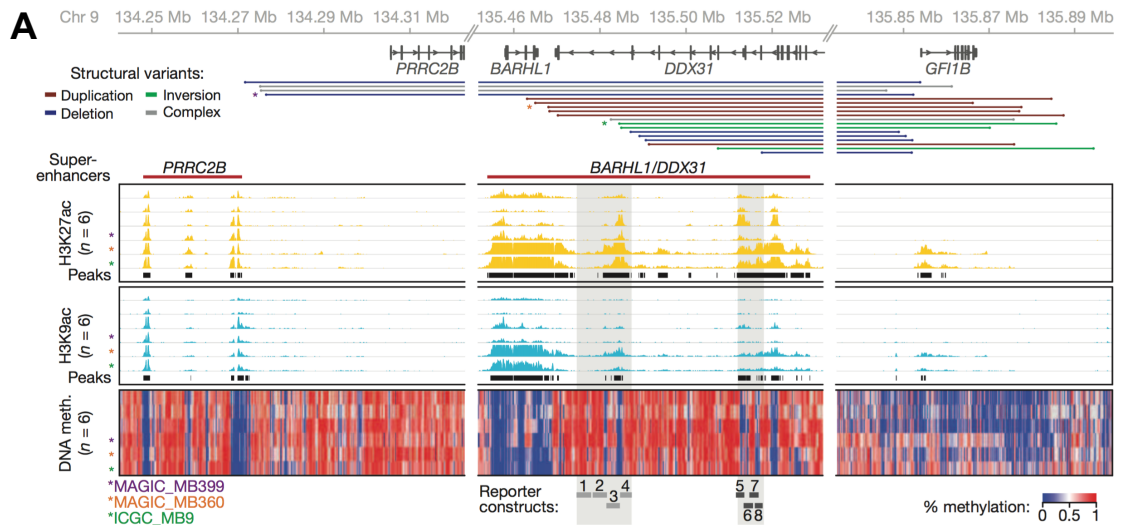 A
Chr 9 134.25 Mb 134.27 Mb 134.29 Mb 134.31 Mb 135.46 Mb 135.48 Mb 135.50 Mb 135.52 Mb 135.85 Mb 135.87 Mb 135.89 Mb
PRRC2B BARHL1 DDX31 GFI1B
Structural variants:
Duplication Inversion
Deletion Complex
*
*
*
Super-
enhancers
PRRC2B BARHL1/DDX31
H3K27ac
(n = 6)
*
*
*
Peaks
H3K9ac
(n = 6)
*
*
*
Peaks
DNA meth.
(n = 6)
*
*
*
*MAGIC_MB399
*MAGIC_MB360
*ICGC_MB9
Reporter
constructs:
1 2 3 4 5 7
6 8
% methylation:
0 0.5 1